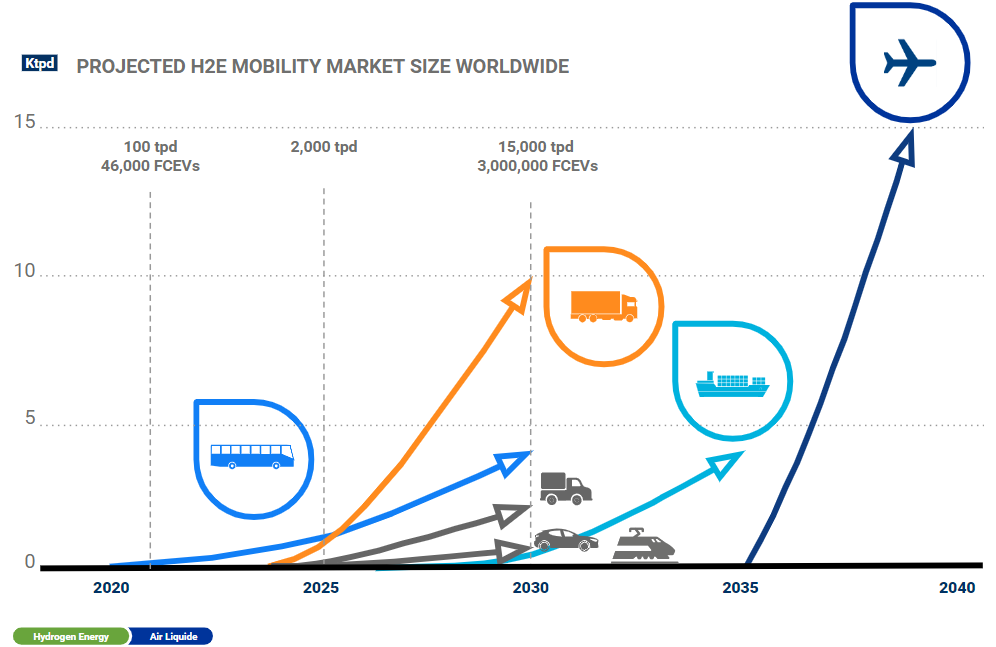 Ktpd PROJECTED H2E MOBILITY MARKET SIZE WORLDWIDE
15
100 tpd 2,000 tpd 15,000 tpd
46,000 FCEVs 3,000,000 FCEVs
10
5
0
2020 2025 2030 2035 2040
Hydrogen Energy Air Liquide